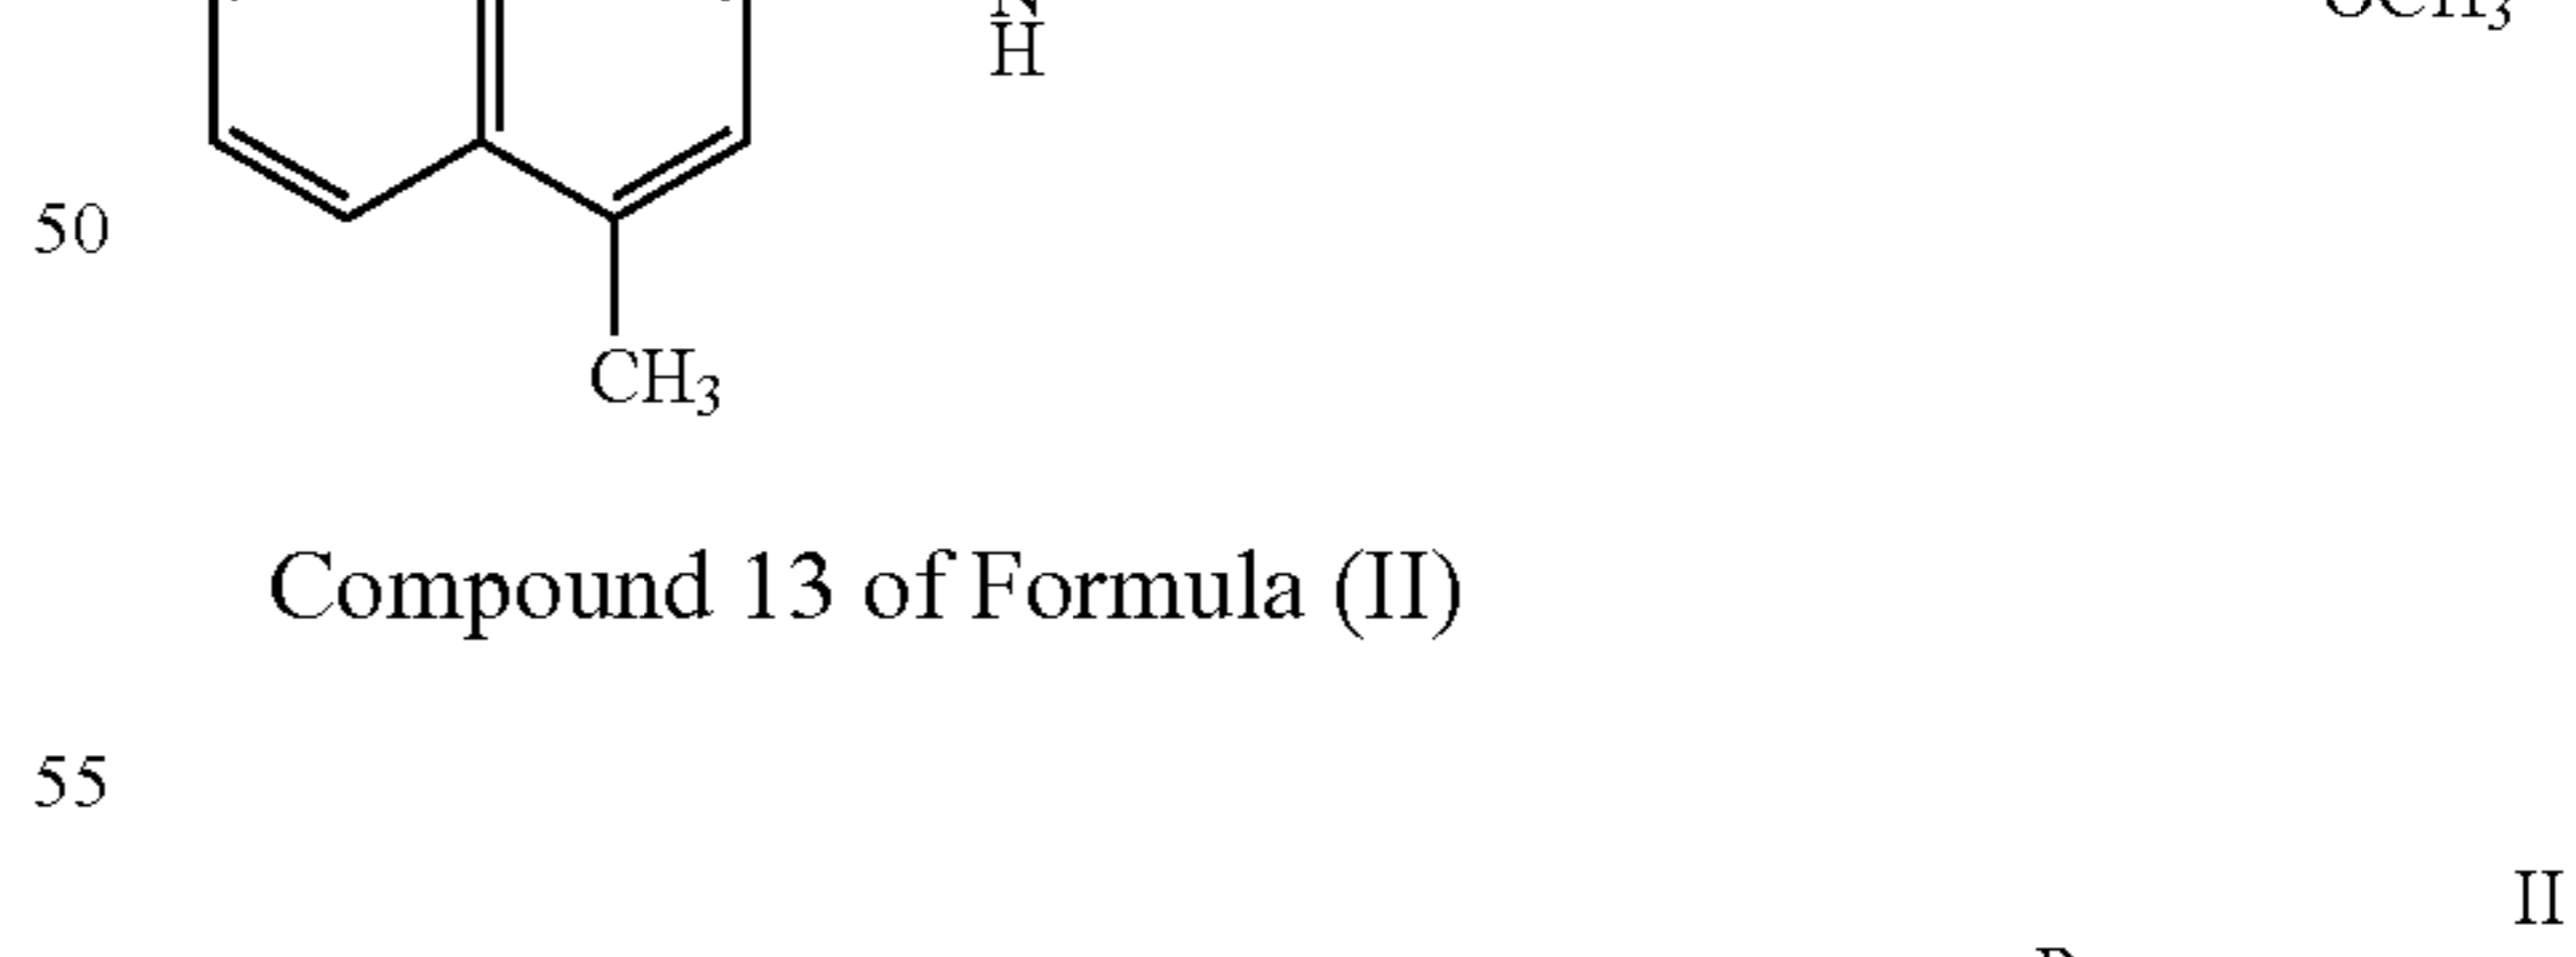 N
H
OCH3
50
CH3
Compound 13 of Formula (II)
55
II